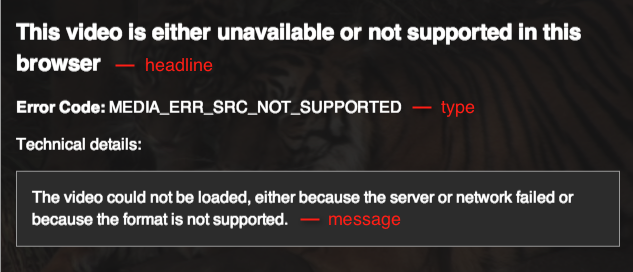 This video is either unavailable or not supported in this
browser — headline
Error Code: MEDIA_ERR_SRC_NOT_SUPPORTED — type
Technical details:
The video could not be loaded, either because the server or network failed or
because the format is not supported. — message